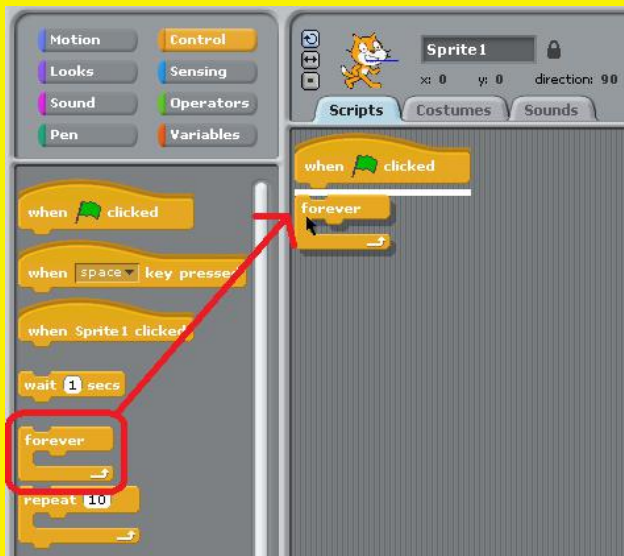 Motion Control
Looks Sensing
Sound Operators
Pen Variables
Sprite1
x: 0 y: 0 direction: 90
Scripts Costumes Sounds
when clicked
when space key pressed
when Sprite1 clicked
wait 1 secs
forever
repeat 10
when clicked
forever